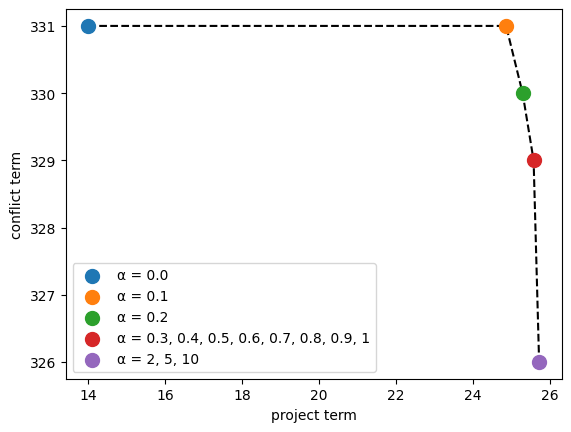 331
330
329
328
327
326
conflict term
α = 0.0
α = 0.1
α = 0.2
α = 0.3, 0.4, 0.5, 0.6, 0.7, 0.8, 0.9, 1
α = 2, 5, 10
14 16 18 20 22 24 26
project term